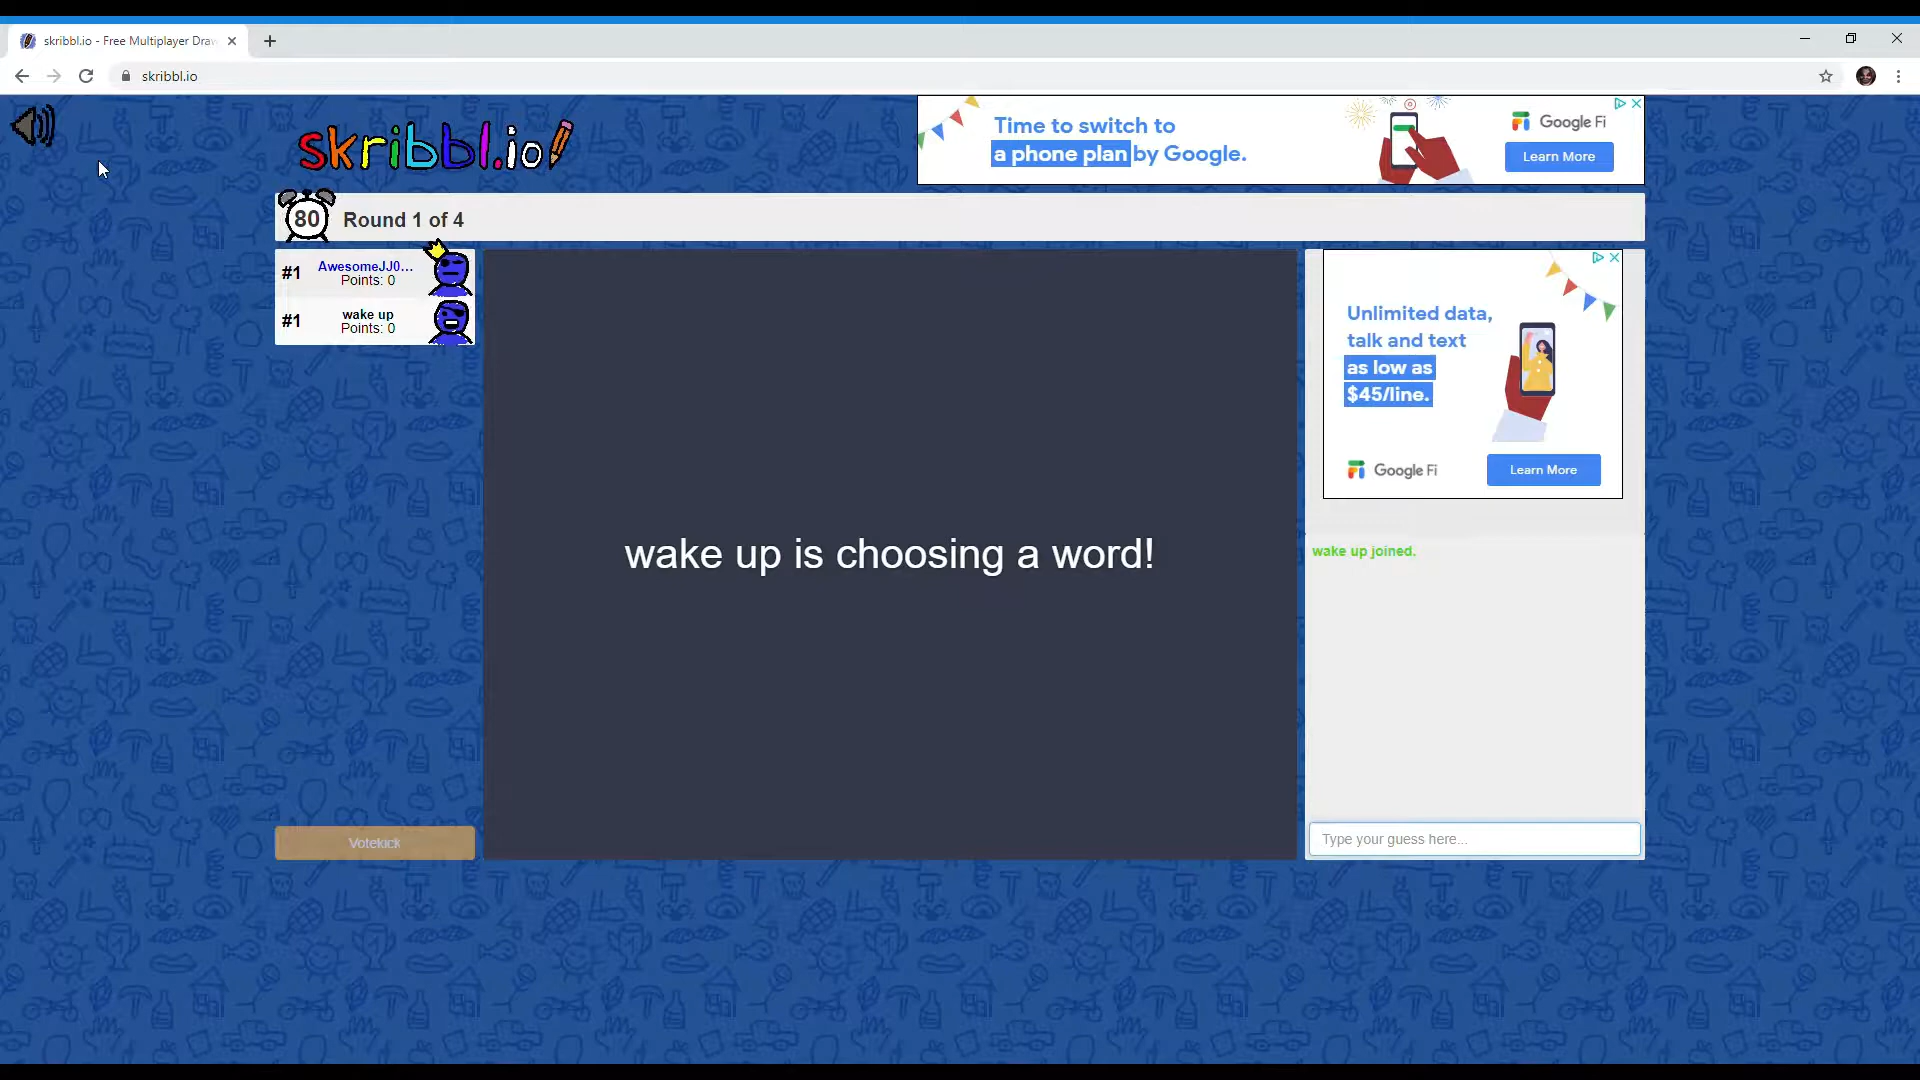 skribbl.io - Free Multiplayer Draw
skribbl.io
skribbl.io
Time to switch to
a phone plan by Google.
Google Fi
Learn More
80
Round 1 of 4
#1
AwesomeJJ0...
Points: 0
#1
wake up
Points: 0
Votekick
wake up is choosing a word!
Unlimited data,
talk and text
as low as
$45/line.
Google Fi
Learn More
wake up joined.
Type your guess here...